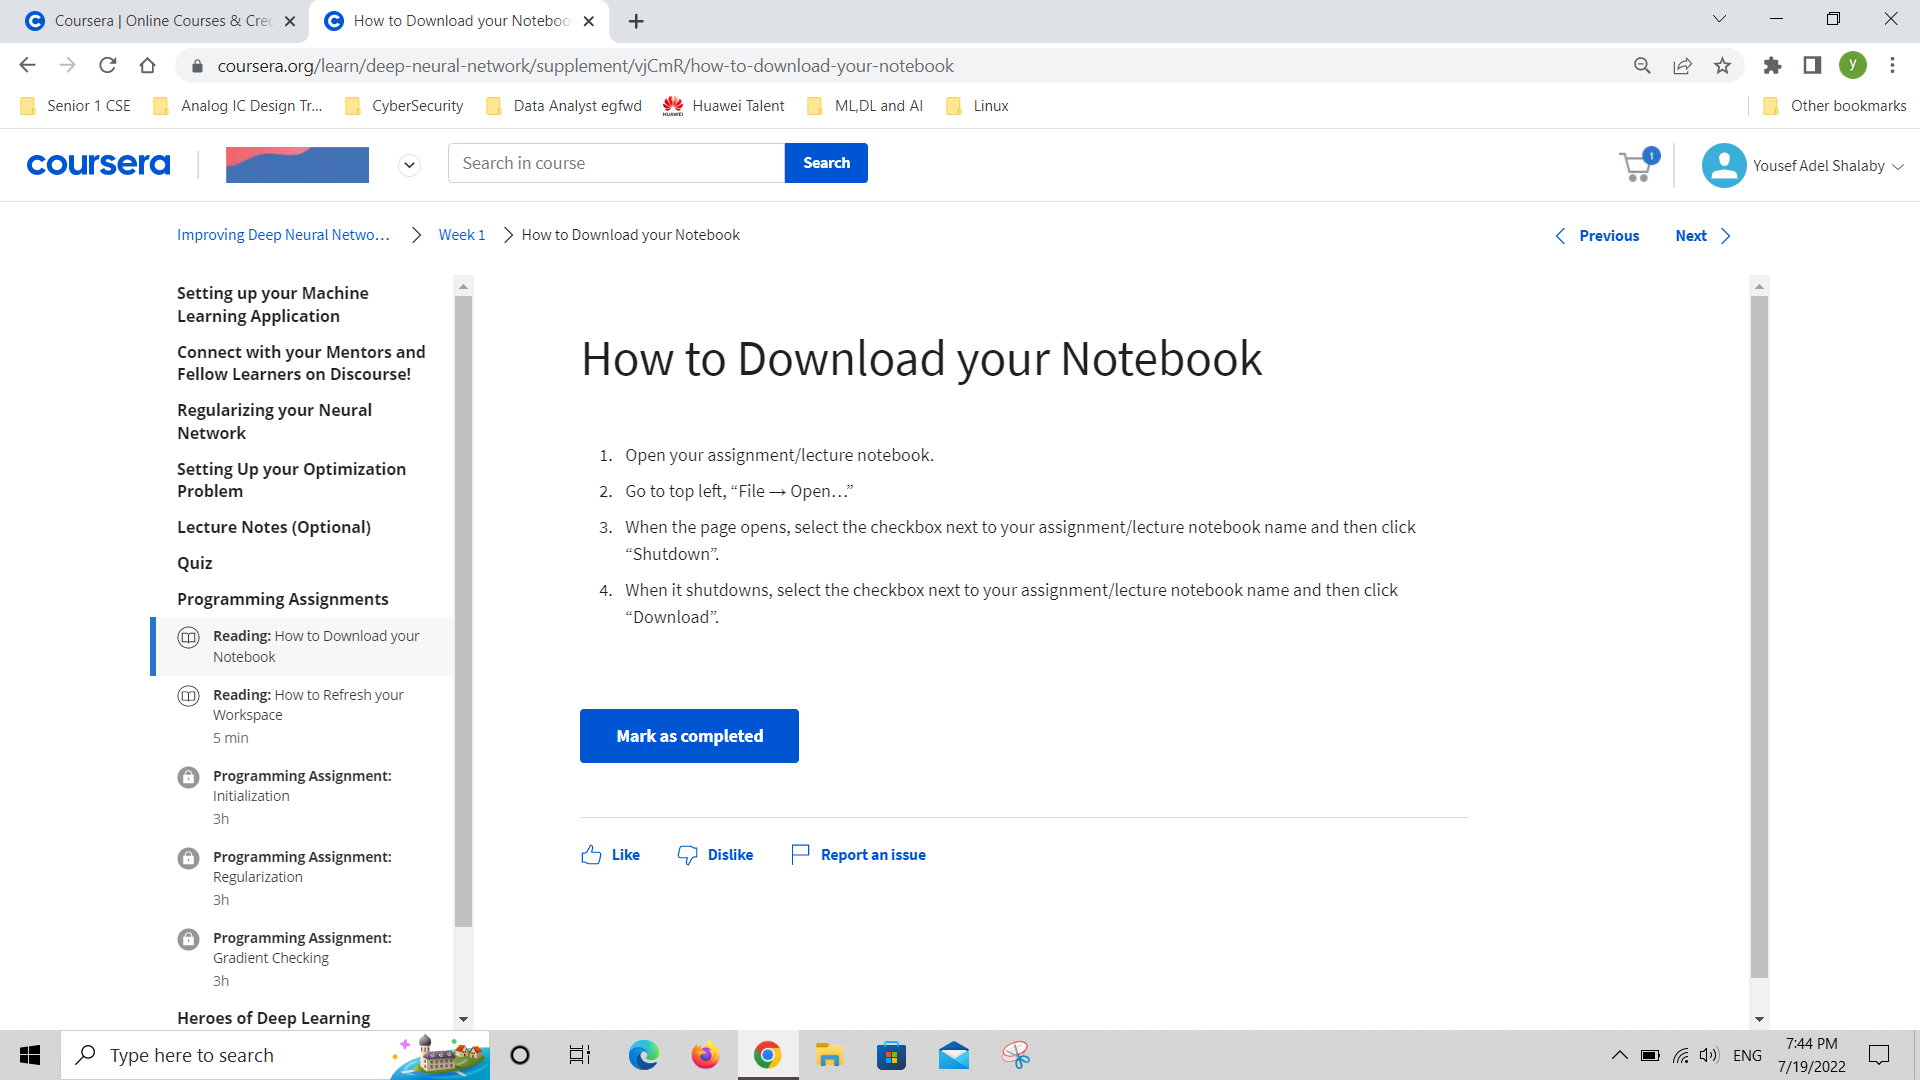 Coursera | Online Courses & Cre
How to Download your Noteboo
coursera.org/learn/deep-neural-network/supplement/vjCmR/how-to-download-your-notebook
y
Senior 1 CSE
Analog IC Design Tr...
CyberSecurity
Data Analyst egfwd
HUAWEI
Huawei Talent
ML,DL and AI
Linux
Other bookmarks
coursera
Search in course
Search
1
Yousef Adel Shalaby
Improving Deep Neural Netwo...
Week 1
How to Download your Notebook
Previous
Next
Setting up your Machine
Learning Application
Connect with your Mentors and
Fellow Learners on Discourse!
Regularizing your Neural
Network
Setting Up your Optimization
Problem
Lecture Notes (Optional)
Quiz
Programming Assignments
Reading: How to Download your
Notebook
Reading: How to Refresh your
Workspace
5 min
Programming Assignment:
Initialization
3h
Programming Assignment:
Regularization
3h
Programming Assignment:
Gradient Checking
3h
Heroes of Deep Learning
How to Download your Notebook
1. Open your assignment/lecture notebook.
2. Go to top left, “File → Open…”
3. When the page opens, select the checkbox next to your assignment/lecture notebook name and then click
“Shutdown”.
4. When it shutdowns, select the checkbox next to your assignment/lecture notebook name and then click
“Download”.
Mark as completed
Like
Dislike
Report an issue
Type here to search
ENG
7:44 PM
7/19/2022